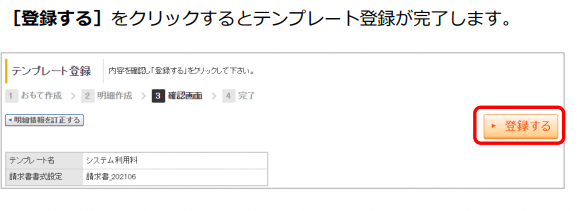 ［登録する］をクリックするとテンプレート登録が完了します。
テンプレート登録 内容を確認し「登録する」をクリックして下さい。
1 おもて作成 > 2 明細作成 > 3 確認画面 > 4 完了
明細情報を訂正する
登録する
テンプレート名 システム利用料
請求書書式設定 請求書_202106